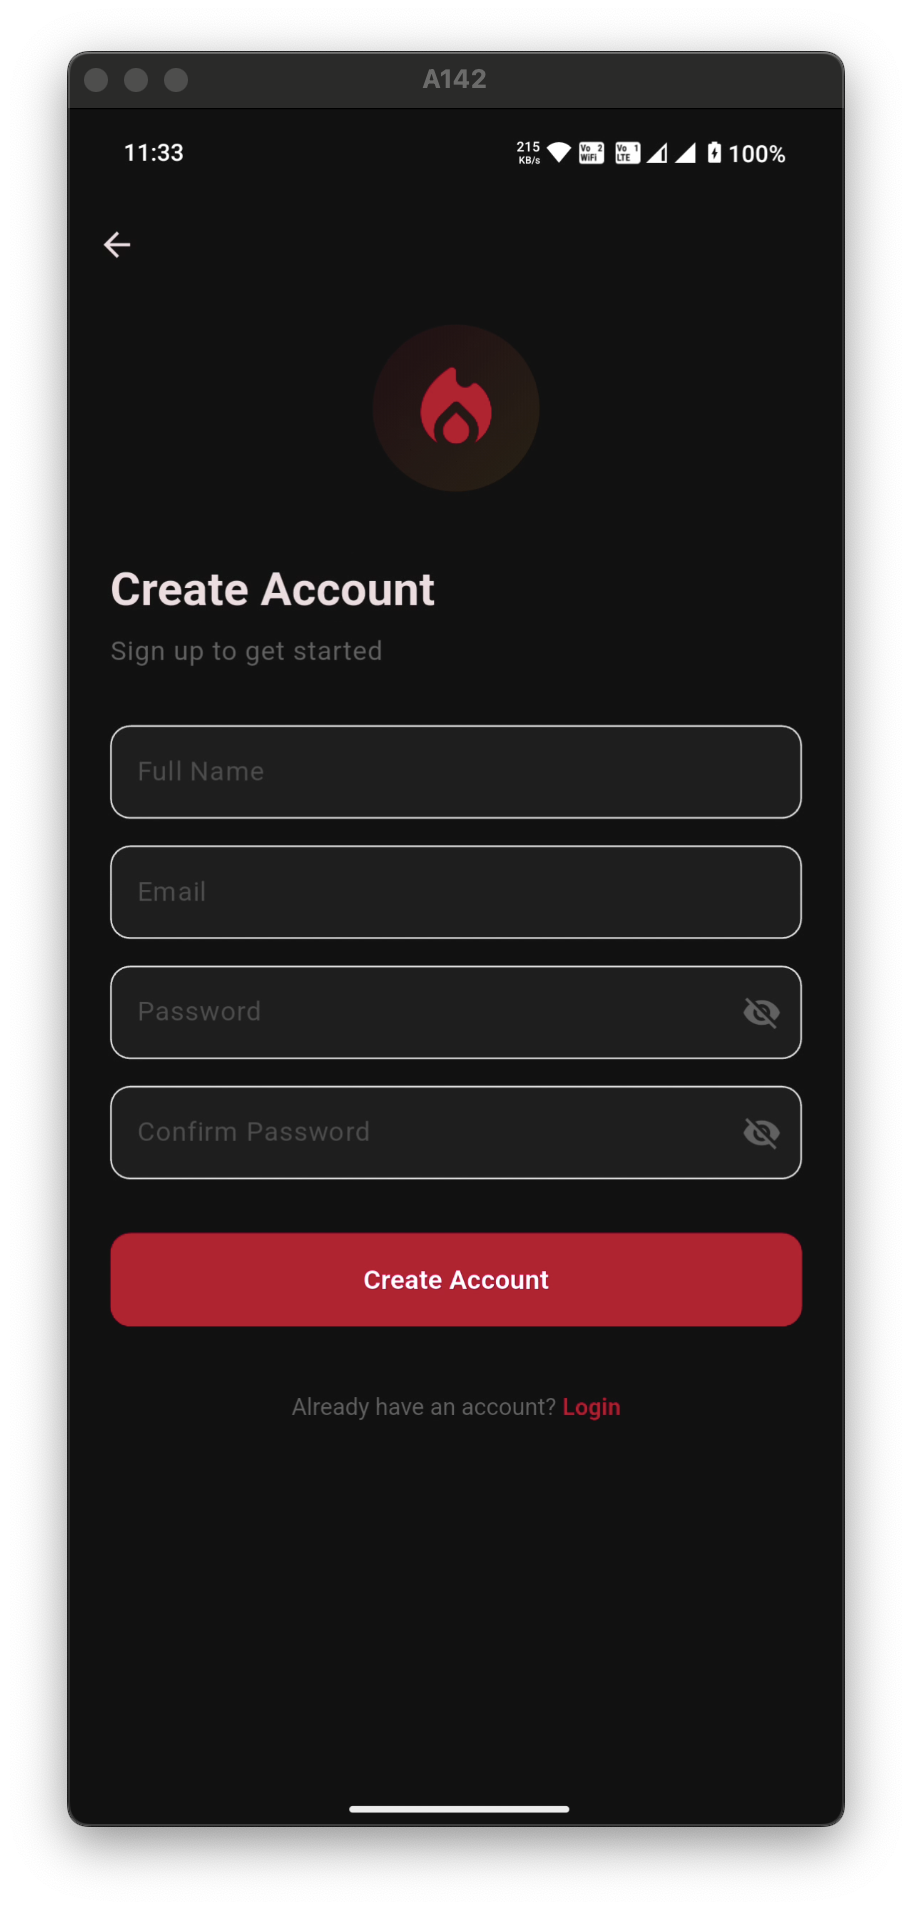 A142
11:33
215
KB/s
Vo 2
WiFi
Vo 1
LTE
100%
Create Account
Sign up to get started
Full Name
Email
Password
Confirm Password
Create Account
Already have an account? Login